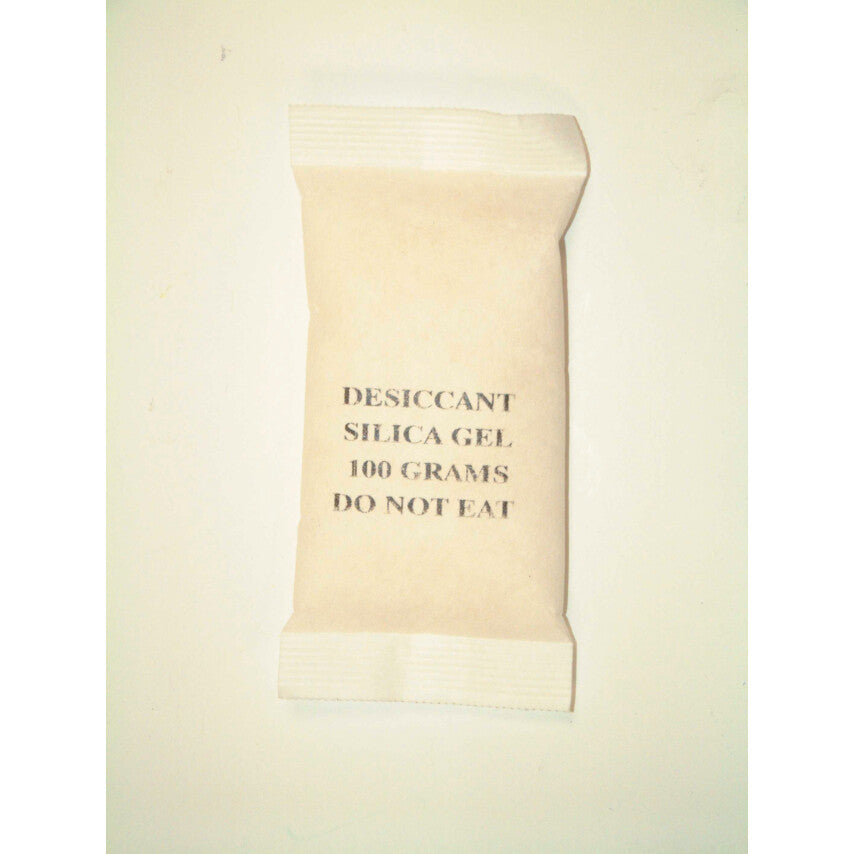 DESICCANT
SILICA GEL
100 GRAMS
DO NOT EAT